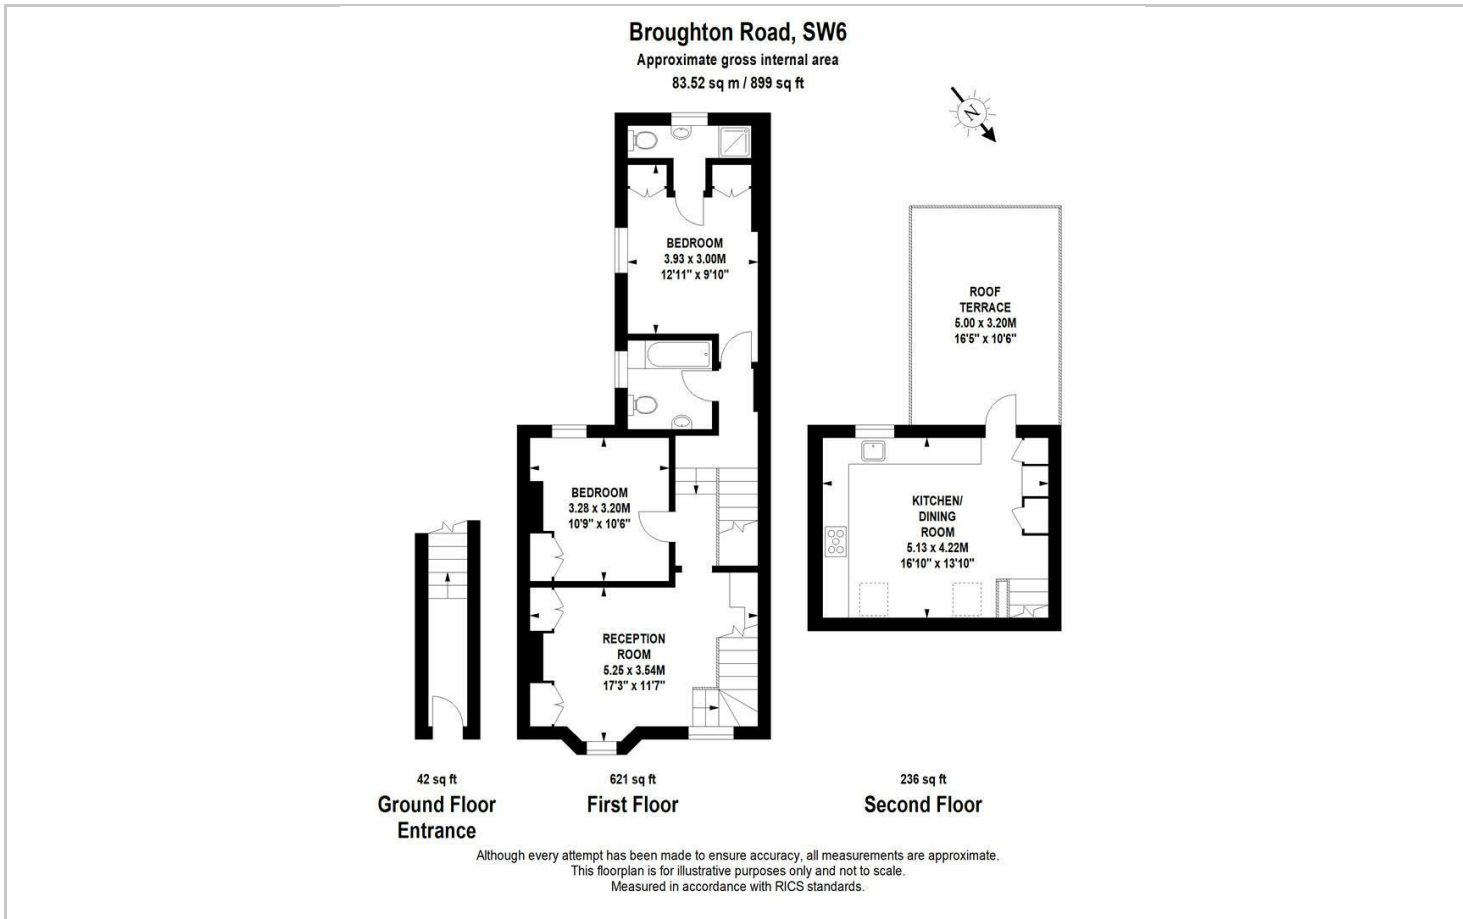 Broughton Road, SW6
Approximate gross internal area
83.52 sq m / 899 sq ft
N
BEDROOM
3.93 x 3.00M
12'11" x 9'10"
ROOF
TERRACE
5.00 x 3.20M
16'5" x 10'6"
BEDROOM
3.28 x 3.20M
10'9" x 10'6"
KITCHEN/
DINING
ROOM
5.13 x 4.22M
16'10" x 13'10"
RECEPTION
ROOM
5.25 x 3.54M
17'3" x 11'7"
42 sq ft
Ground Floor
Entrance
621 sq ft
First Floor
236 sq ft
Second Floor
Although every attempt has been made to ensure accuracy, all measurements are approximate.
This floorplan is for illustrative purposes only and not to scale.
Measured in accordance with RICS standards.